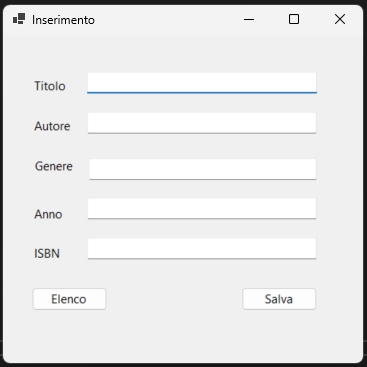 Inserimento
Titolo
Autore
Genere
Anno
ISBN
Elenco
Salva